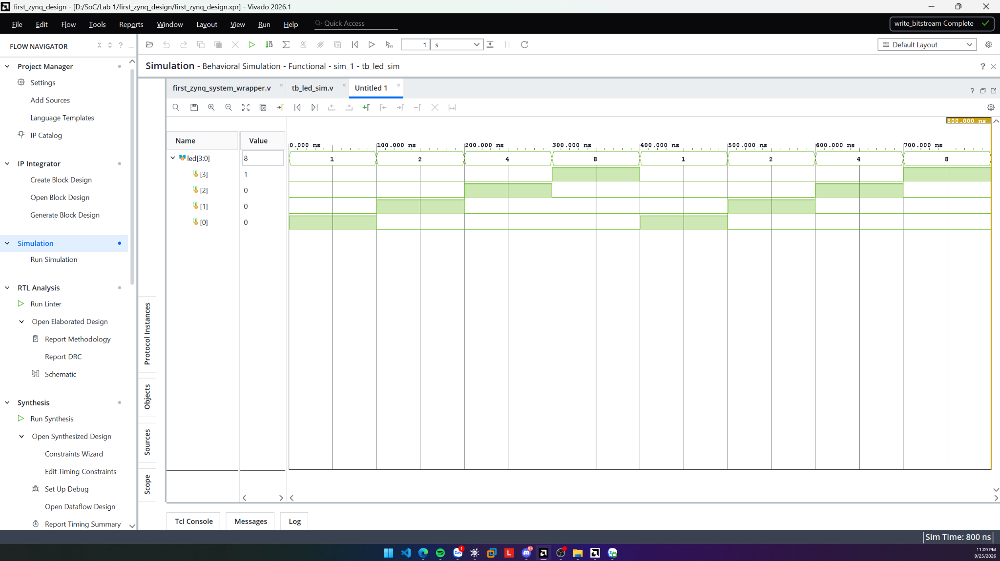 first_zynq_design - [D:/SoC/Lab 1/first_zynq_design/first_zynq_design.xpr] - Vivado 2026.1
File Edit Flow Tools Reports Window Layout View Run Help Quick Access
write_bitstream Complete
FLOW NAVIGATOR ?
1 s
Default Layout
Simulation - Behavioral Simulation - Functional - sim_1 - tb_led_sim ?
Project Manager
Settings
Add Sources
Language Templates
IP Catalog
IP Integrator
Create Block Design
Open Block Design
Generate Block Design
Simulation
Run Simulation
RTL Analysis
Run Linter
Open Elaborated Design
Report Methodology
Report DRC
Schematic
Synthesis
Run Synthesis
Open Synthesized Design
Constraints Wizard
Edit Timing Constraints
Set Up Debug
Open Dataflow Design
Report Timing Summary
Protocol Instances
Objects
Sources
Scope
first_zynq_system_wrapper.v tb_led_sim.v Untitled 1 ?
800.000 ns
Name Value
0.000 ns 100.000 ns 200.000 ns 300.000 ns 400.000 ns 500.000 ns 600.000 ns 700.000 ns
led[3:0] 8 1 2 4 8 1 2 4 8
[3] 1
[2] 0
[1] 0
[0] 0
Tcl Console Messages Log
Sim Time: 800 ns
11:09 PM
9/25/2026